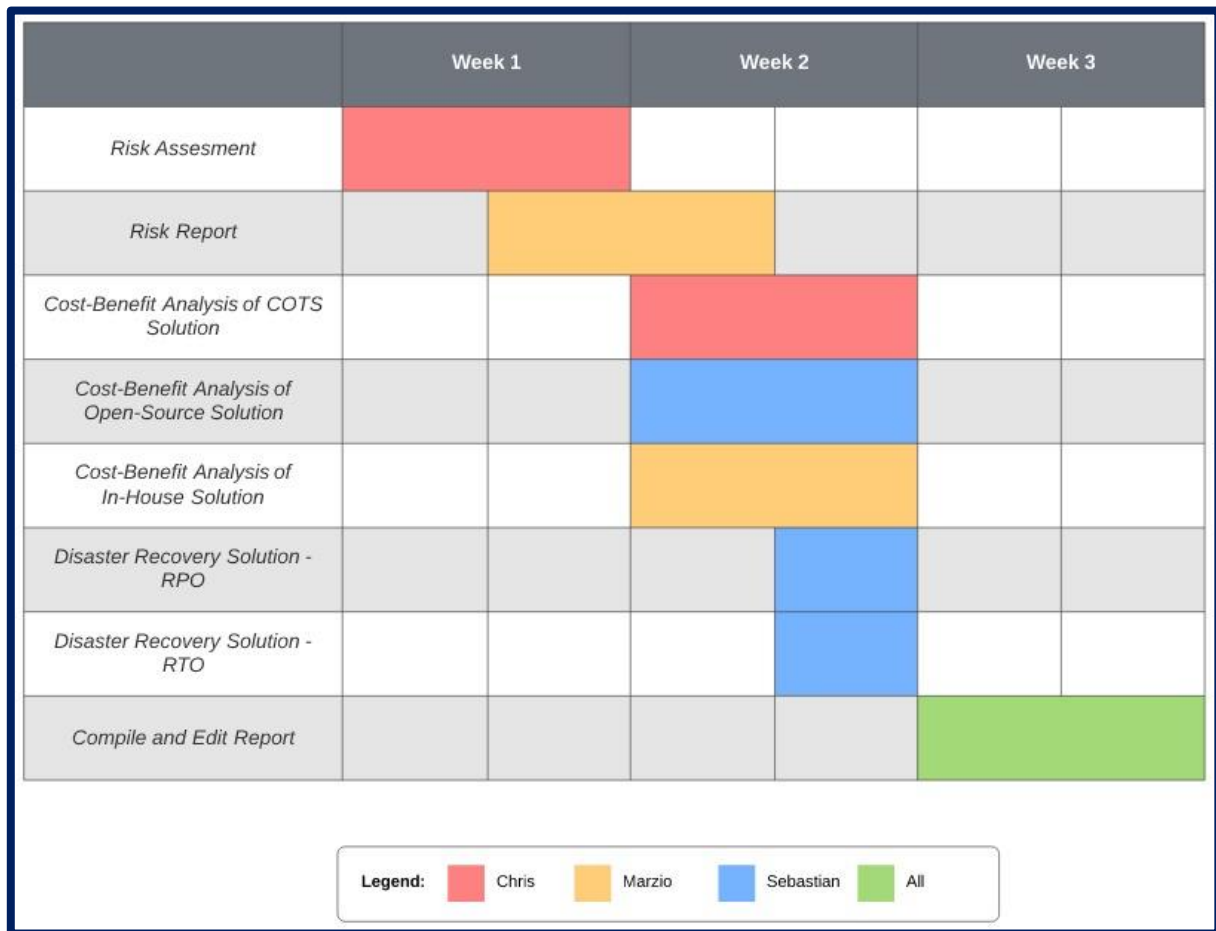 Week 1 Week 2 Week 3
Risk Assesment
Risk Report
Cost-Benefit Analysis of COTS
Solution
Cost-Benefit Analysis of
Open-Source Solution
Cost-Benefit Analysis of
In-House Solution
Disaster Recovery Solution -
RPO
Disaster Recovery Solution -
RTO
Compile and Edit Report
Legend: Chris Marzio Sebastian All